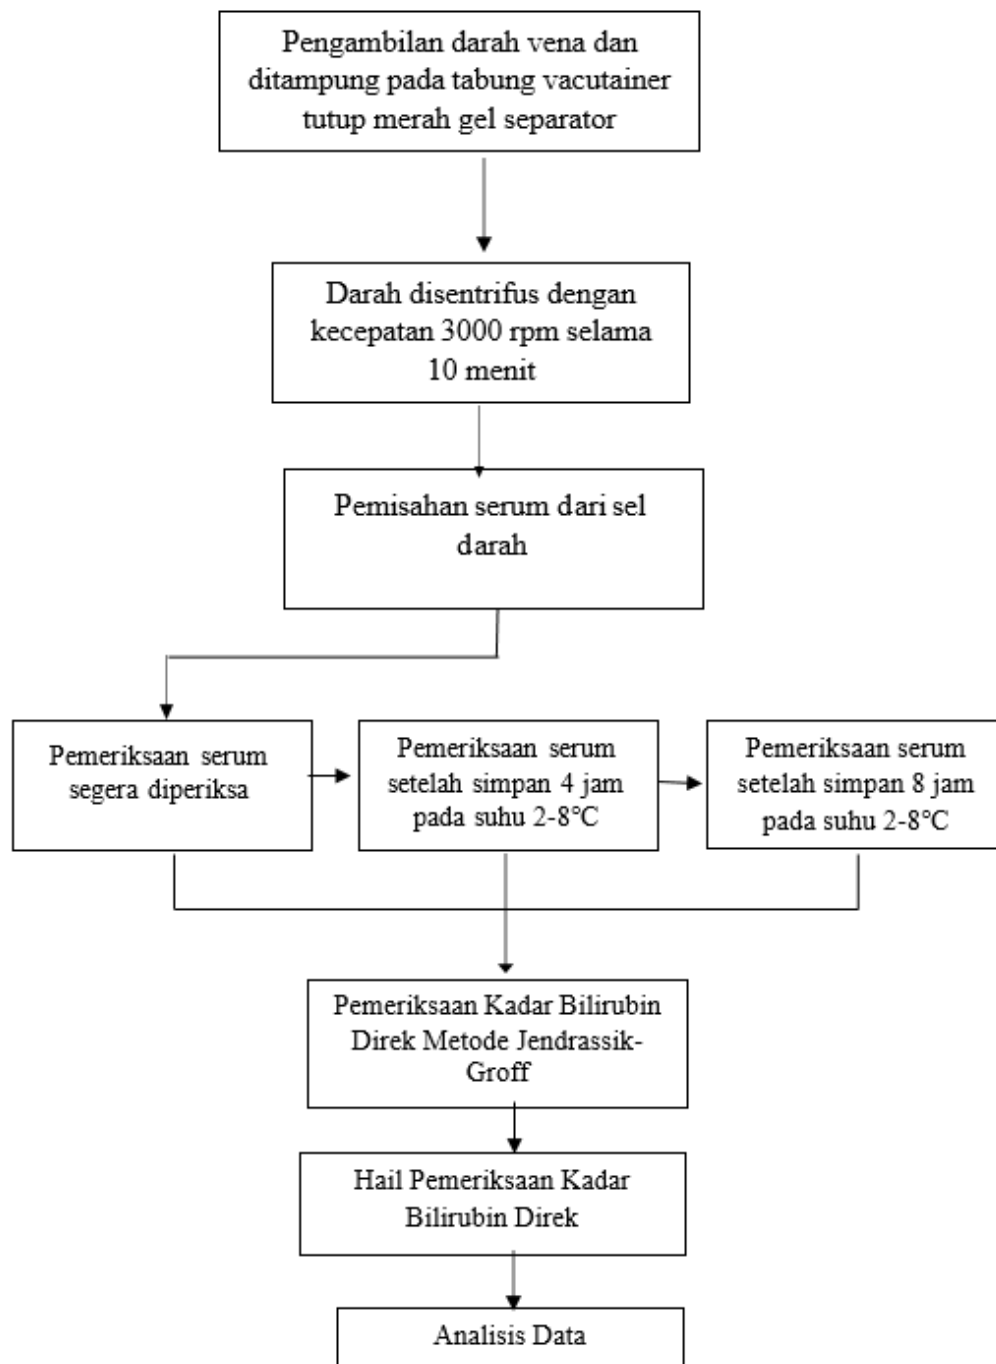 Pengambilan darah vena dan
ditampung pada tabung vacutainer
tutup merah gel separator
Darah disentrifus dengan
kecepatan 3000 rpm selama
10 menit
Pemisahan serum dari sel
darah
Pemeriksaan serum
segera diperiksa
Pemeriksaan serum
setelah simpan 4 jam
pada suhu 2-8℃
Pemeriksaan serum
setelah simpan 8 jam
pada suhu 2-8℃
Pemeriksaan Kadar Bilirubin
Direk Metode Jendrassik-
Groff
Hail Pemeriksaan Kadar
Bilirubin Direk
Analisis Data